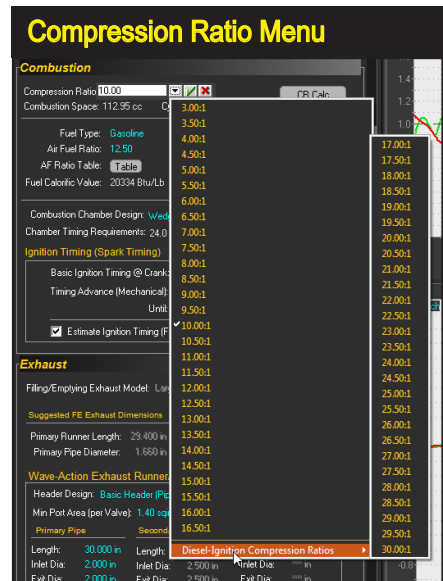 Compression Ratio Menu
Combustion
Compression Ratio 10.00
CR Calc
Combustion Space: 112.95 cc
Fuel Type: Gasoline
Air Fuel Ratio: 12.50
AF Ratio Table: Table
Fuel Calorific Value: 20334 Btu/Lb
Combustion Chamber Design:
Chamber Timing Requirements: 24.0
Ignition Timing (Spark Timing)
Basic Ignition Timing @ Crank:
Timing Advance (Mechanical):
Until:
Estimate Ignition Timing (F
Exhaust
Filling/Emptying Exhaust Model:
Suggested FE Exhaust Dimensions
Primary Runner Length: 29.400 in
Primary Pipe Diameter: 1.660 in
Wave-Action Exhaust Runner
Header Design: Basic Header (Pip
Min Port Area (per Valve): 1.40 sqi
Primary Pipe
Second
Length: 30.000 in Length:
Inlet Dia: 2.000 in Inlet Dia: 2.500 in Inlet Dia: in
Exit Dia: 2.000 in Exit Dia: 2.500 in Exit Dia: in
3.00:1
3.50:1
4.00:1
4.50:1
5.00:1
5.50:1
6.00:1
6.50:1
7.00:1
7.50:1
8.00:1
8.50:1
9.00:1
9.50:1
10.00:1
10.50:1
11.00:1
11.50:1
12.00:1
12.50:1
13.00:1
13.50:1
14.00:1
14.50:1
15.00:1
15.50:1
16.00:1
16.50:1
Diesel-Ignition Compression Ratios
17.00:1
17.50:1
18.00:1
18.50:1
19.00:1
19.50:1
20.00:1
20.50:1
21.00:1
21.50:1
22.00:1
22.50:1
23.00:1
23.50:1
24.00:1
24.50:1
25.00:1
25.50:1
26.00:1
26.50:1
27.00:1
27.50:1
28.00:1
28.50:1
29.00:1
29.50:1
30.00:1
1.4
1.2
1.0
-0.8